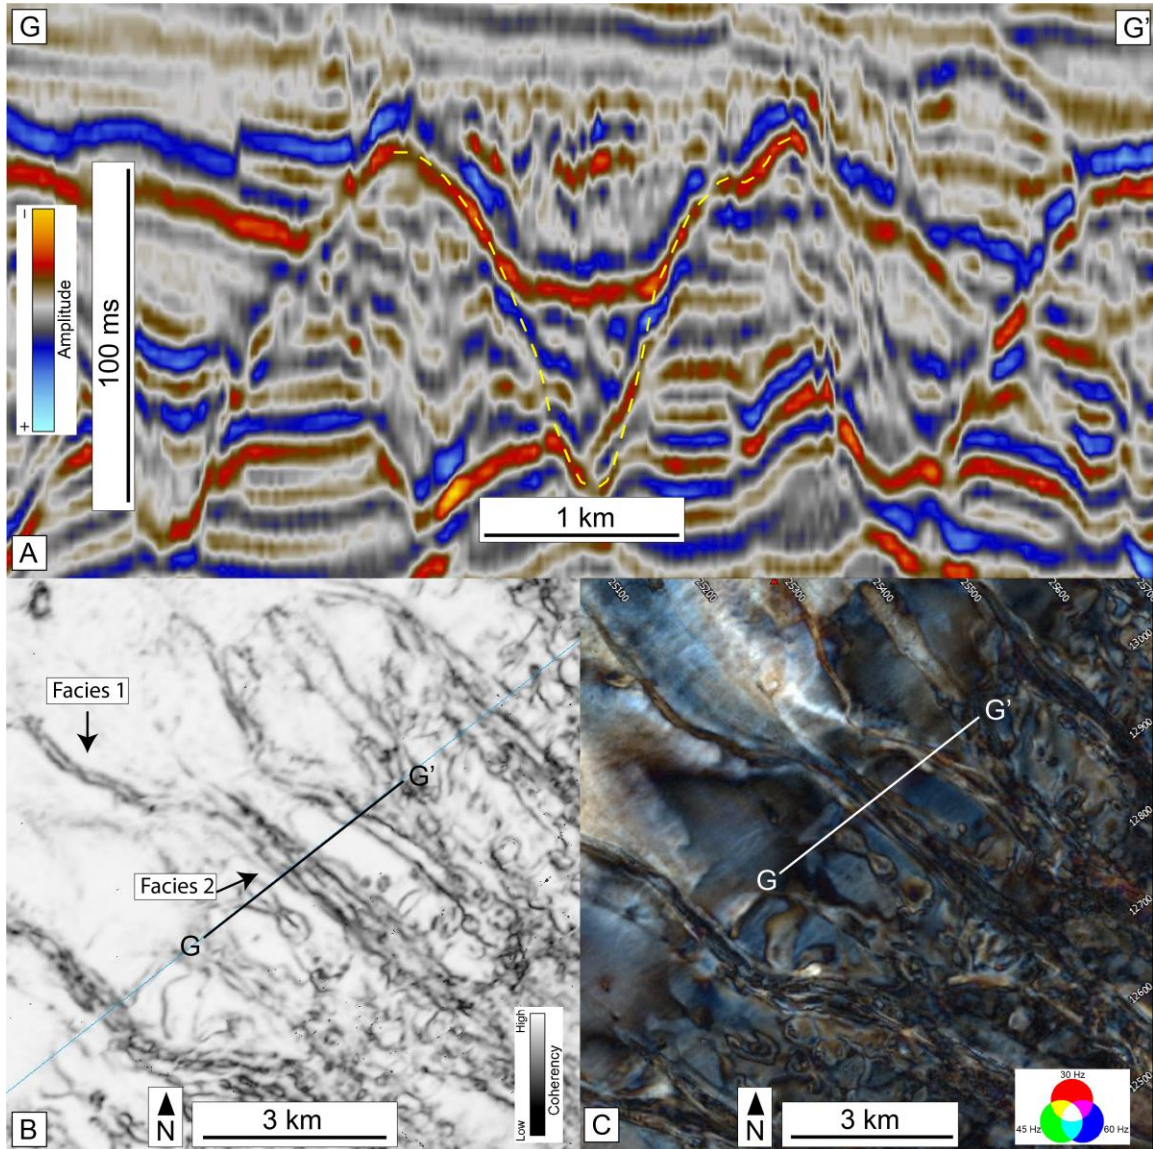 G
G'
−
Amplitude
+
100 ms
1 km
A
Facies 1
Facies 2
G
G'
High
Coherency
Low
B
N
3 km
25100
25200
25300
25400
25500
25600
25700
13000
12900
12800
12700
12600
12500
G'
G
C
N
3 km
30 Hz
45 Hz
60 Hz